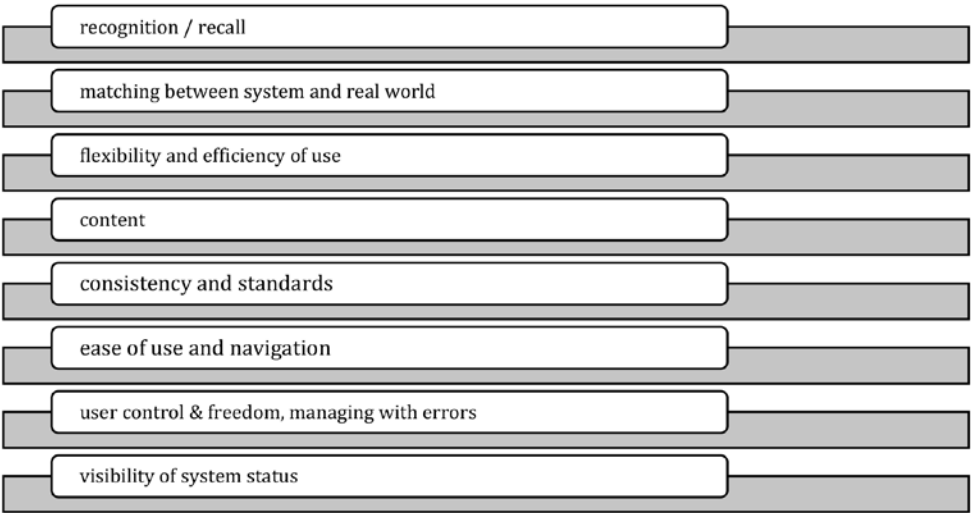 recognition / recall
matching between system and real world
flexibility and efficiency of use
content
consistency and standards
ease of use and navigation
user control & freedom, managing with errors
visibility of system status